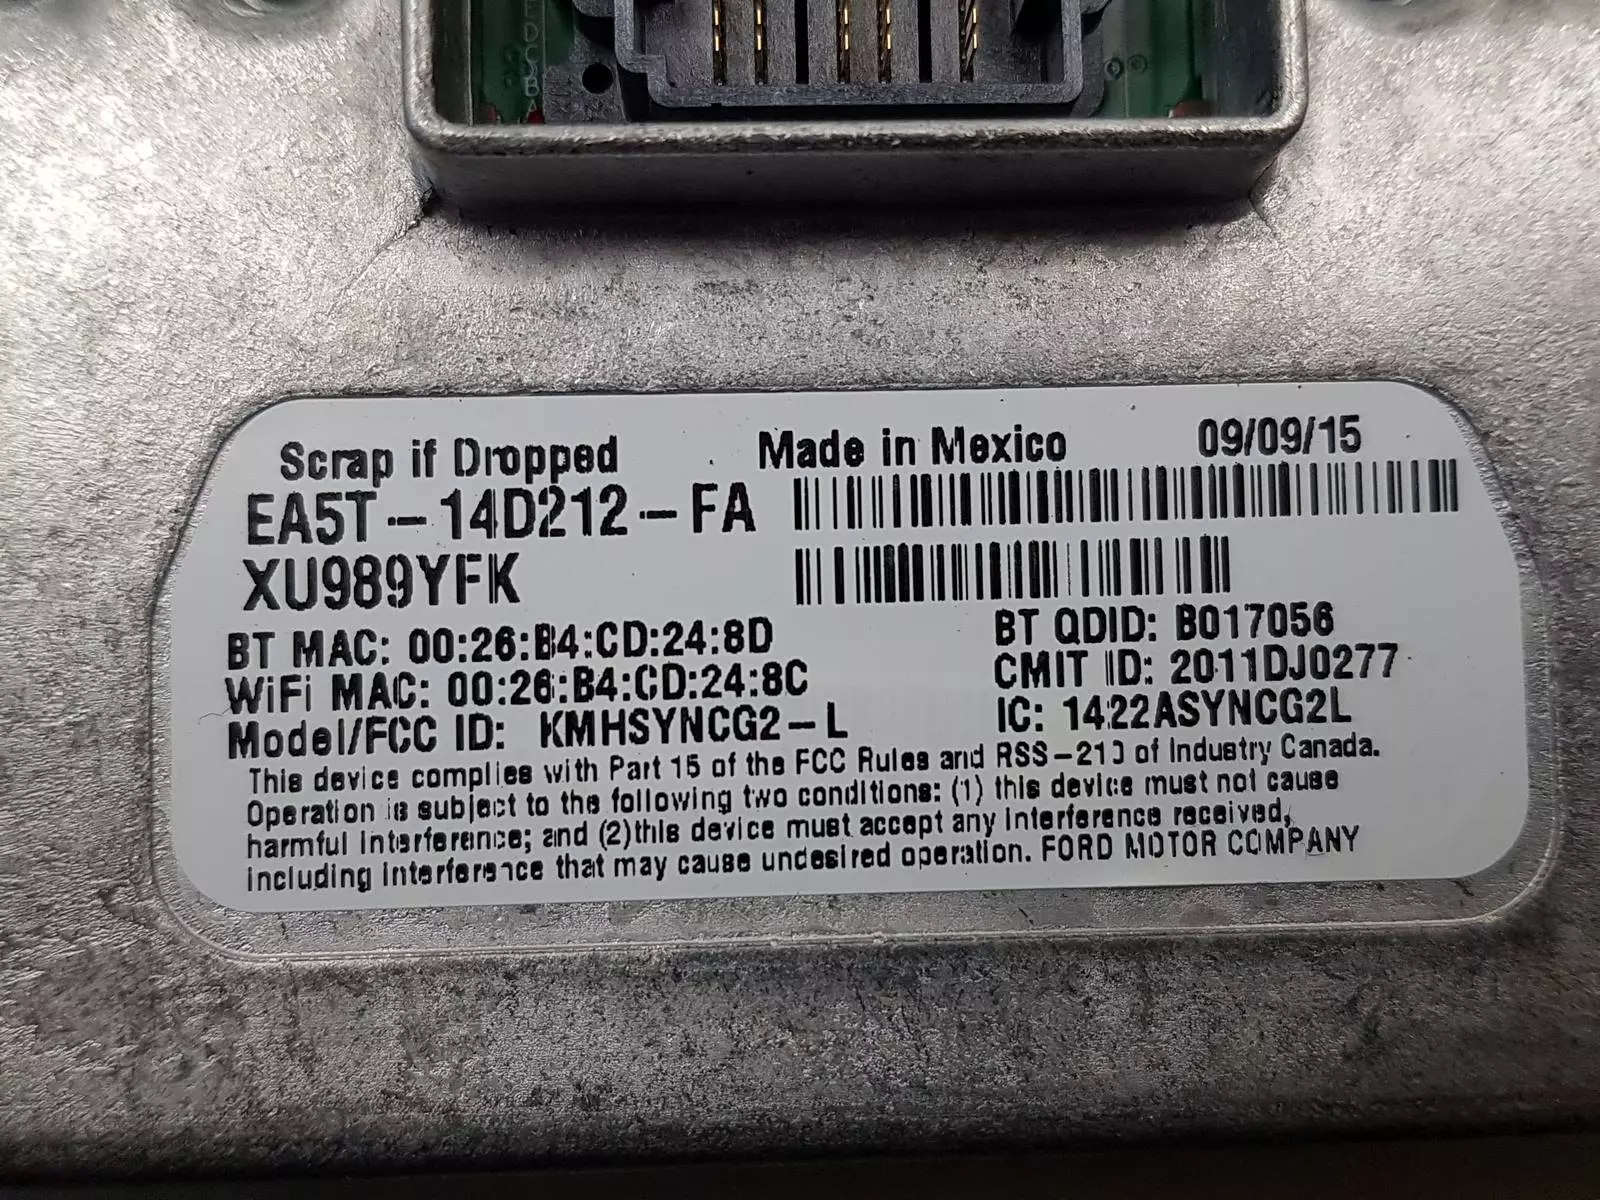 Scrap if Dropped Made in Mexico 09/09/15
EA5T-14D212-FA
XU989YFK
BT MAC: 00:26:B4:CD:24:8D BT QDID: B017056
WiFi MAC: 00:26:B4:CD:24:8C CMIT ID: 2011DJ0277
Model/FCC ID: KMHSYNCG2-L IC: 1422ASYNCG2L
This device complies with Part 15 of the FCC Rules and RSS-210 of Industry Canada.
Operation is subject to the following two conditions: (1) this device must not cause
harmful interference; and (2)this device must accept any interference received,
including interference that may cause undesired operation. FORD MOTOR COMPANY